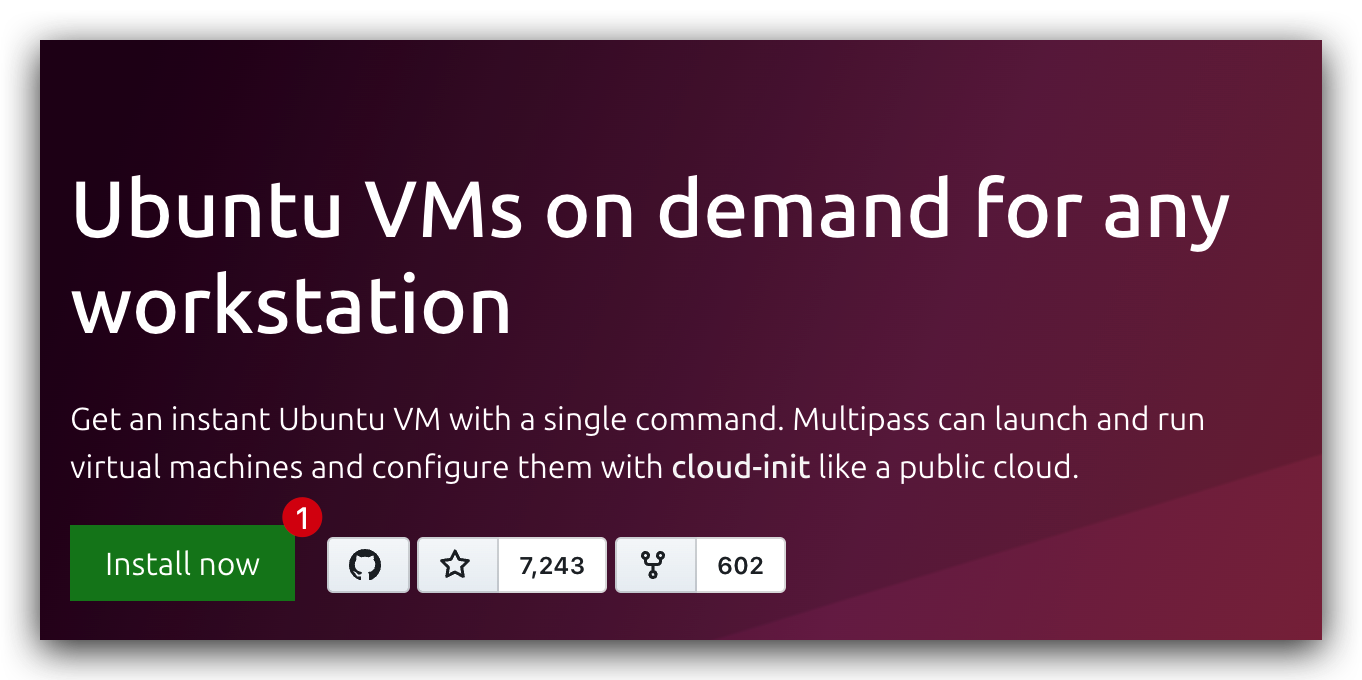 Ubuntu VMs on demand for any
workstation
Get an instant Ubuntu VM with a single command. Multipass can launch and run
virtual machines and configure them with cloud-init like a public cloud.
1
Install now 7,243 602